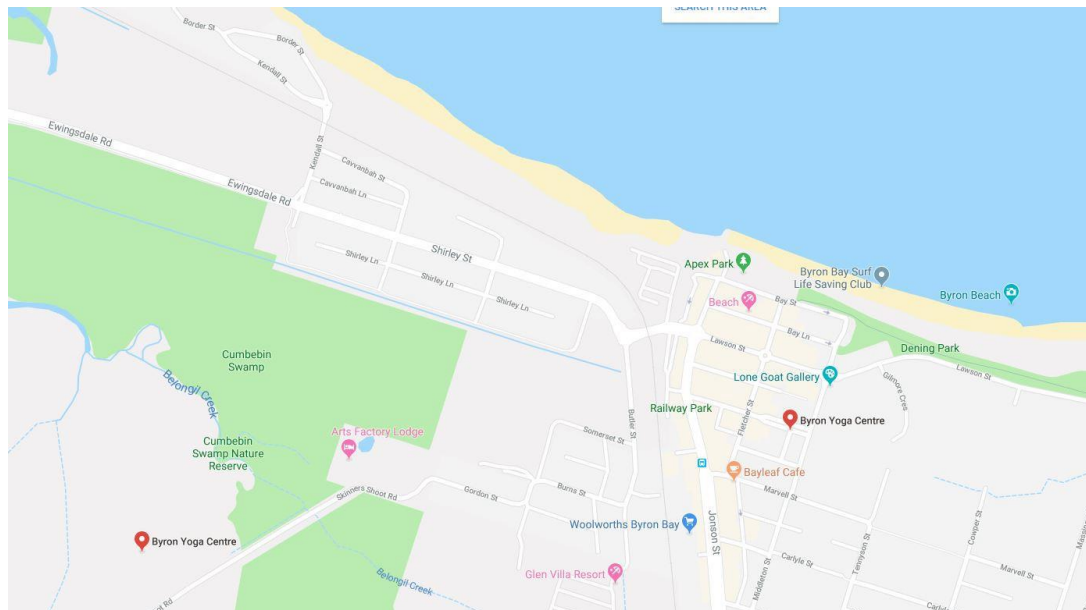 SEARCH THIS AREA
Border St
Border St
Kendall St
Ewingsdale Rd
Kendall St
Cavvanbah St
Ewingsdale Rd
Cavvanbah Ln
Shirley St
Shirley Ln
Shirley Ln
Shirley Ln
Apex Park
Byron Bay Surf
Life Saving Club
Byron Beach
Beach
Bay St
Bay Ln
Lawson St
Dening Park
Lawson St
Cumbebin
Swamp
Belongil Creek
Lone Goat Gallery
Gilmore Cres
Railway Park
Fletcher St
Byron Yoga Centre
Butler St
Arts Factory Lodge
Somerset St
Cumbebin
Swamp Nature
Reserve
Bayleaf Cafe
Skinners Shoot Rd
Gordon St
Burns St
Marvell St
Jonson St
Woolworths Byron Bay
Cowper St
Byron Yoga Centre
Tennyson St
Carlyle St
Middleton St
Marvell St
Belongil Creek
Glen Villa Resort